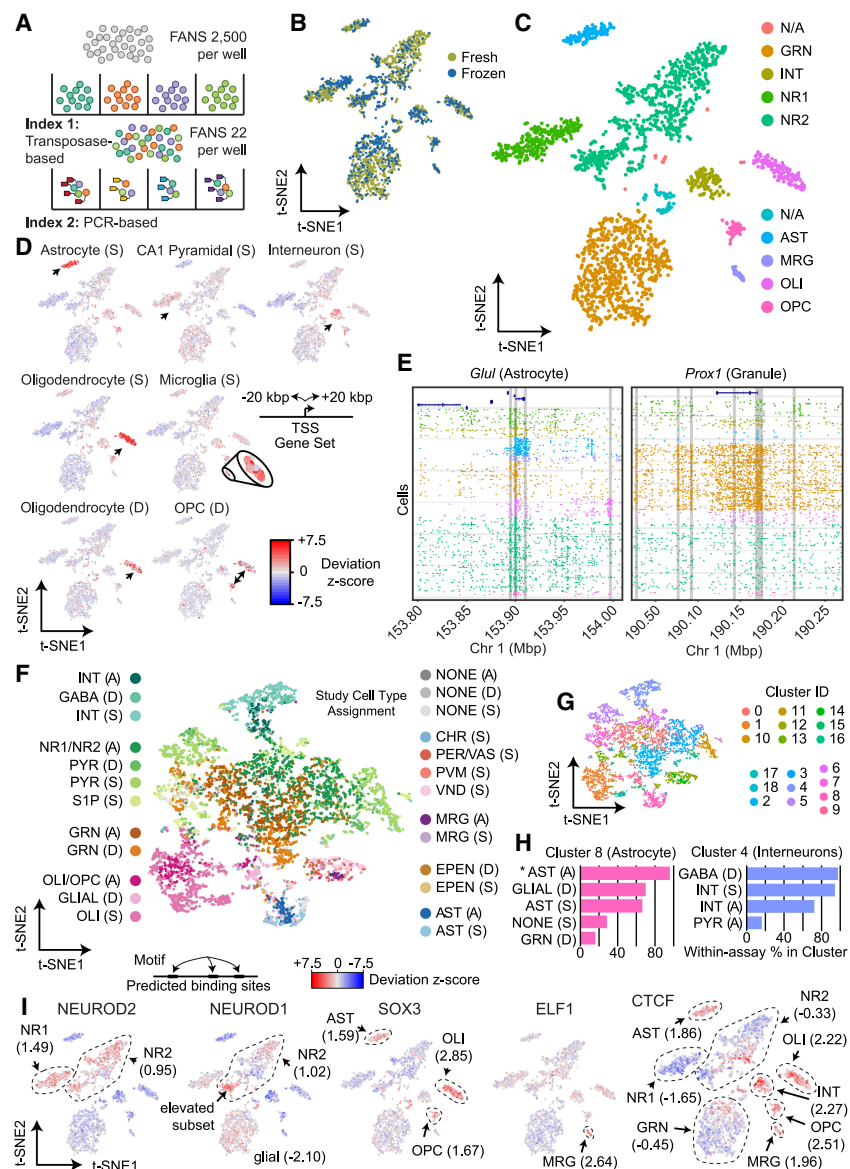 A
FANS 2,500
per well
Index 1:
Transposase-
based
FANS 22
per well
Index 2: PCR-based
B
Fresh
Frozen
t-SNE2
t-SNE1
C
N/A
GRN
INT
NR1
NR2
N/A
AST
MRG
OLI
OPC
t-SNE2
t-SNE1
D
Astrocyte (S)
CA1 Pyramidal (S)
Interneuron (S)
Oligodendrocyte (S)
Microglia (S)
-20 kbp
+20 kbp
TSS
Gene Set
Oligodendrocyte (D)
OPC (D)
+7.5
0
-7.5
Deviation
z-score
t-SNE2
t-SNE1
E
Glul (Astrocyte)
Prox1 (Granule)
Cells
153.80
153.85
153.90
153.95
154.00
Chr 1 (Mbp)
190.50
190.10
190.15
190.20
190.25
Chr 1 (Mbp)
F
INT (A)
GABA (D)
INT (S)
NR1/NR2 (A)
PYR (D)
PYR (S)
S1P (S)
GRN (A)
GRN (D)
OLI/OPC (A)
GLIAL (D)
OLI (S)
Study Cell Type
Assignment
NONE (A)
NONE (D)
NONE (S)
CHR (S)
PER/VAS (S)
PVM (S)
VND (S)
MRG (A)
MRG (S)
EPEN (D)
EPEN (S)
AST (A)
AST (S)
t-SNE2
t-SNE1
G
Cluster ID
0
1
10
11
12
13
14
15
16
17
18
2
3
4
5
6
7
8
9
t-SNE2
t-SNE1
H
Cluster 8 (Astrocyte)
*AST (A)
GLIAL (D)
AST (S)
NONE (S)
GRN (D)
0
40
80
Cluster 4 (Interneurons)
GABA (D)
INT (S)
INT (A)
PYR (A)
0
40
80
Within-assay % in Cluster
Motif
Predicted binding sites
+7.5
0
-7.5
Deviation z-score
I
NEUROD2
NR1
(1.49)
NR2
(0.95)
t-SNE2
t-SNE1
NEUROD1
NR2
(1.02)
elevated
subset
glial (-2.10)
SOX3
AST
(1.59)
OLI
(2.85)
OPC (1.67)
ELF1
MRG (2.64)
CTCF
NR2
(-0.33)
AST (1.86)
OLI (2.22)
NR1 (-1.65)
INT
(2.27)
GRN
(-0.45)
OPC
(2.51)
MRG (1.96)